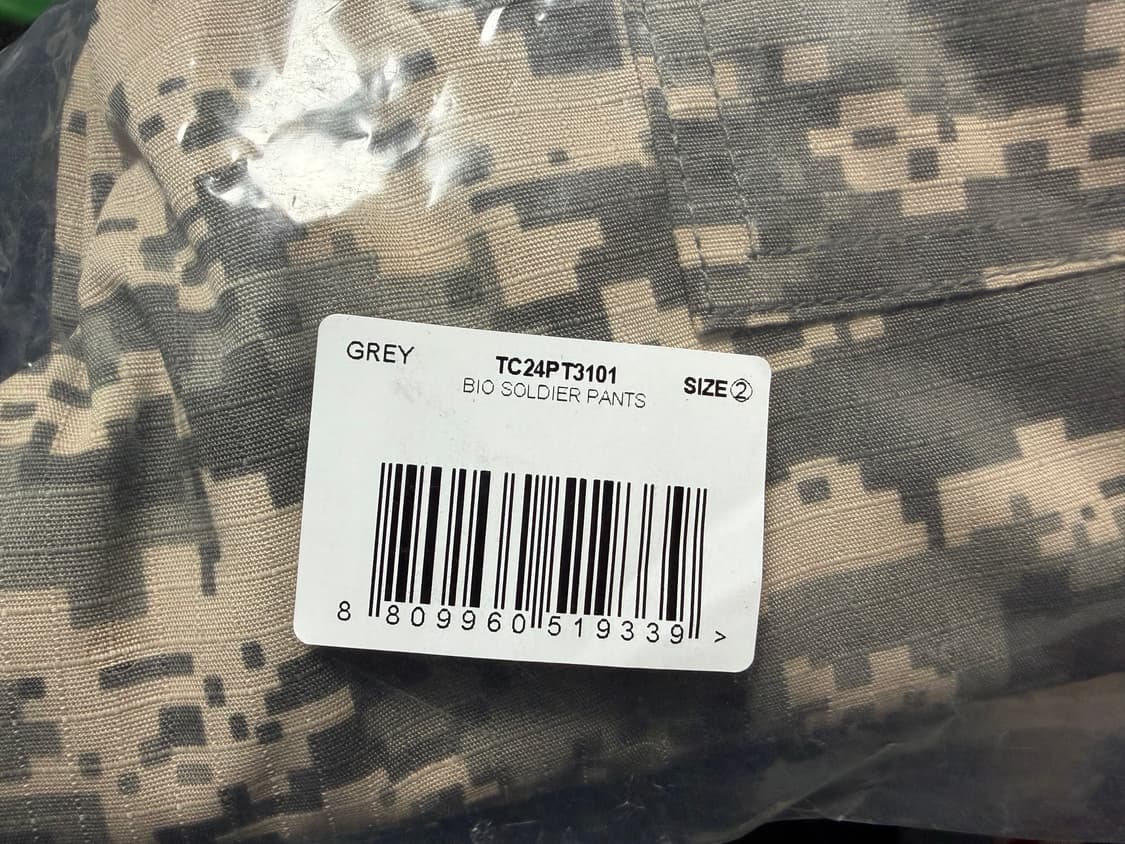 GREY
TC24PT3101
BIO SOLDIER PANTS
SIZE②
8 809960 519339 >